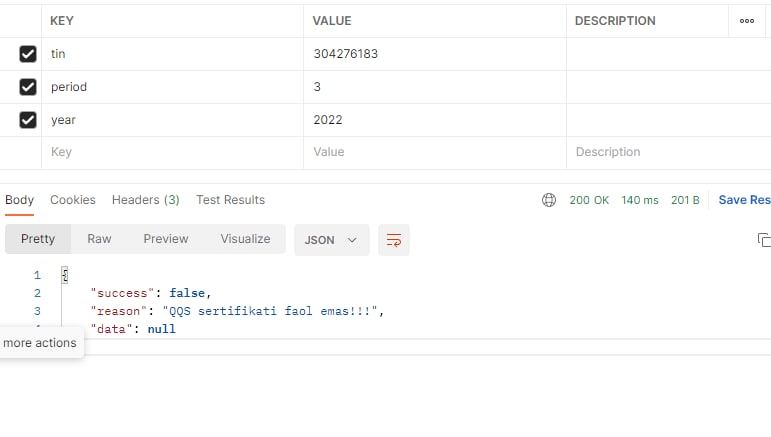 KEY VALUE DESCRIPTION
tin 304276183
period 3
year 2022
Key Value Description
Body Cookies Headers (3) Test Results 200 OK 140 ms 201 B Save Res
Pretty Raw Preview Visualize JSON
1 {
2 "success": false,
3 "reason": "QQS sertifikati faol emas!!!",
"data": null
more actions